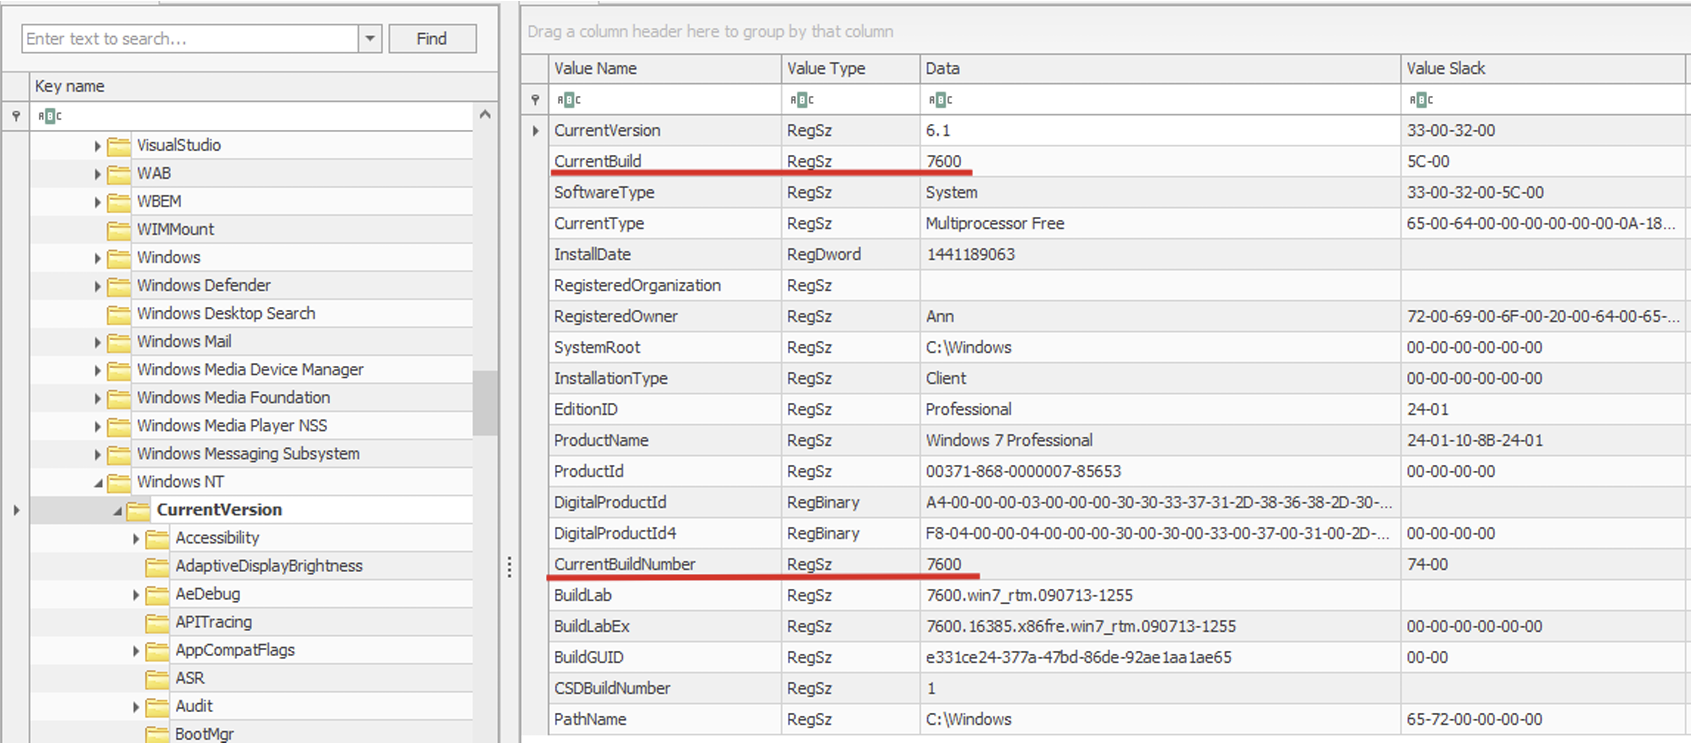 Enter text to search...
Find
Key name
ABC
VisualStudio
WAB
WBEM
WIMMount
Windows
Windows Defender
Windows Desktop Search
Windows Mail
Windows Media Device Manager
Windows Media Foundation
Windows Media Player NSS
Windows Messaging Subsystem
Windows NT
CurrentVersion
Accessibility
AdaptiveDisplayBrightness
AeDebug
APITracing
AppCompatFlags
ASR
Audit
BootMgr
Drag a column header here to group by that column
Value Name Value Type Data Value Slack
ABC ABC ABC ABC
CurrentVersion RegSz 6.1 33-00-32-00
CurrentBuild RegSz 7600 5C-00
SoftwareType RegSz System 33-00-32-00-5C-00
CurrentType RegSz Multiprocessor Free 65-00-64-00-00-00-00-00-0A-18...
InstallDate RegDword 1441189063
RegisteredOrganization RegSz
RegisteredOwner RegSz Ann 72-00-69-00-6F-00-20-00-64-00-65-...
SystemRoot RegSz C:\Windows 00-00-00-00-00-00
InstallationType RegSz Client 00-00-00-00-00-00
EditionID RegSz Professional 24-01
ProductName RegSz Windows 7 Professional 24-01-10-8B-24-01
ProductId RegSz 00371-868-0000007-85653 00-00-00-00
DigitalProductId RegBinary A4-00-00-00-03-00-00-00-30-30-33-37-31-2D-38-36-38-2D-30-...
DigitalProductId4 RegBinary F8-04-00-00-04-00-00-00-30-00-30-00-33-00-37-00-31-00-2D-... 00-00-00-00
CurrentBuildNumber RegSz 7600 74-00
BuildLab RegSz 7600.win7_rtm.090713-1255
BuildLabEx RegSz 7600.16385.x86fre.win7_rtm.090713-1255 00-00-00-00-00-00
BuildGUID RegSz e331ce24-377a-47bd-86de-92ae1aa1ae65 00-00
CSDBuildNumber RegSz 1
PathName RegSz C:\Windows 65-72-00-00-00-00